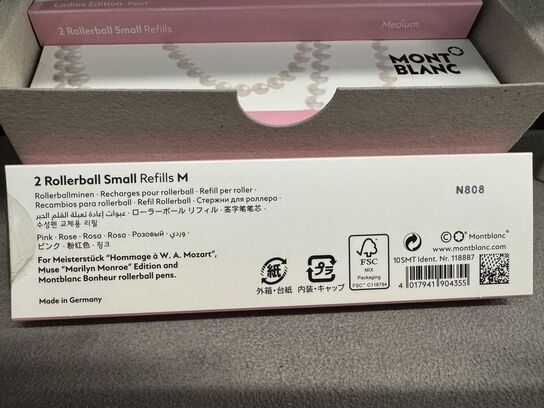 Ladies Edition Pearl
2 Rollerball Small Refills
Medium
MONT
BLANC
2 Rollerball Small Refills M
N808
Rollerballminen · Recharges pour rollerball · Refill per roller ·
Recambios para rollerball · Refil Rollerball · Стержни для роллера ·
عبوات إعادة تعبئة القلم الحبر · ローラーボール リフィル · 签字笔笔芯 ·
수성펜 교체용 리필
Pink · Rose · Rosa · Rosa · Розовый · وردي ·
ピンク · 粉红色 · 핑크
For Meisterstück "Hommage à W. A. Mozart",
Muse "Marilyn Monroe" Edition and
Montblanc Bonheur rollerball pens.
Made in Germany
紙
外箱・台紙
プラ
内装・キャップ
FSC
MIX
Packaging
FSC™ C116794
© Montblanc®
www.montblanc.com
10SMT Ident. Nr. 118887
4 017941 904355